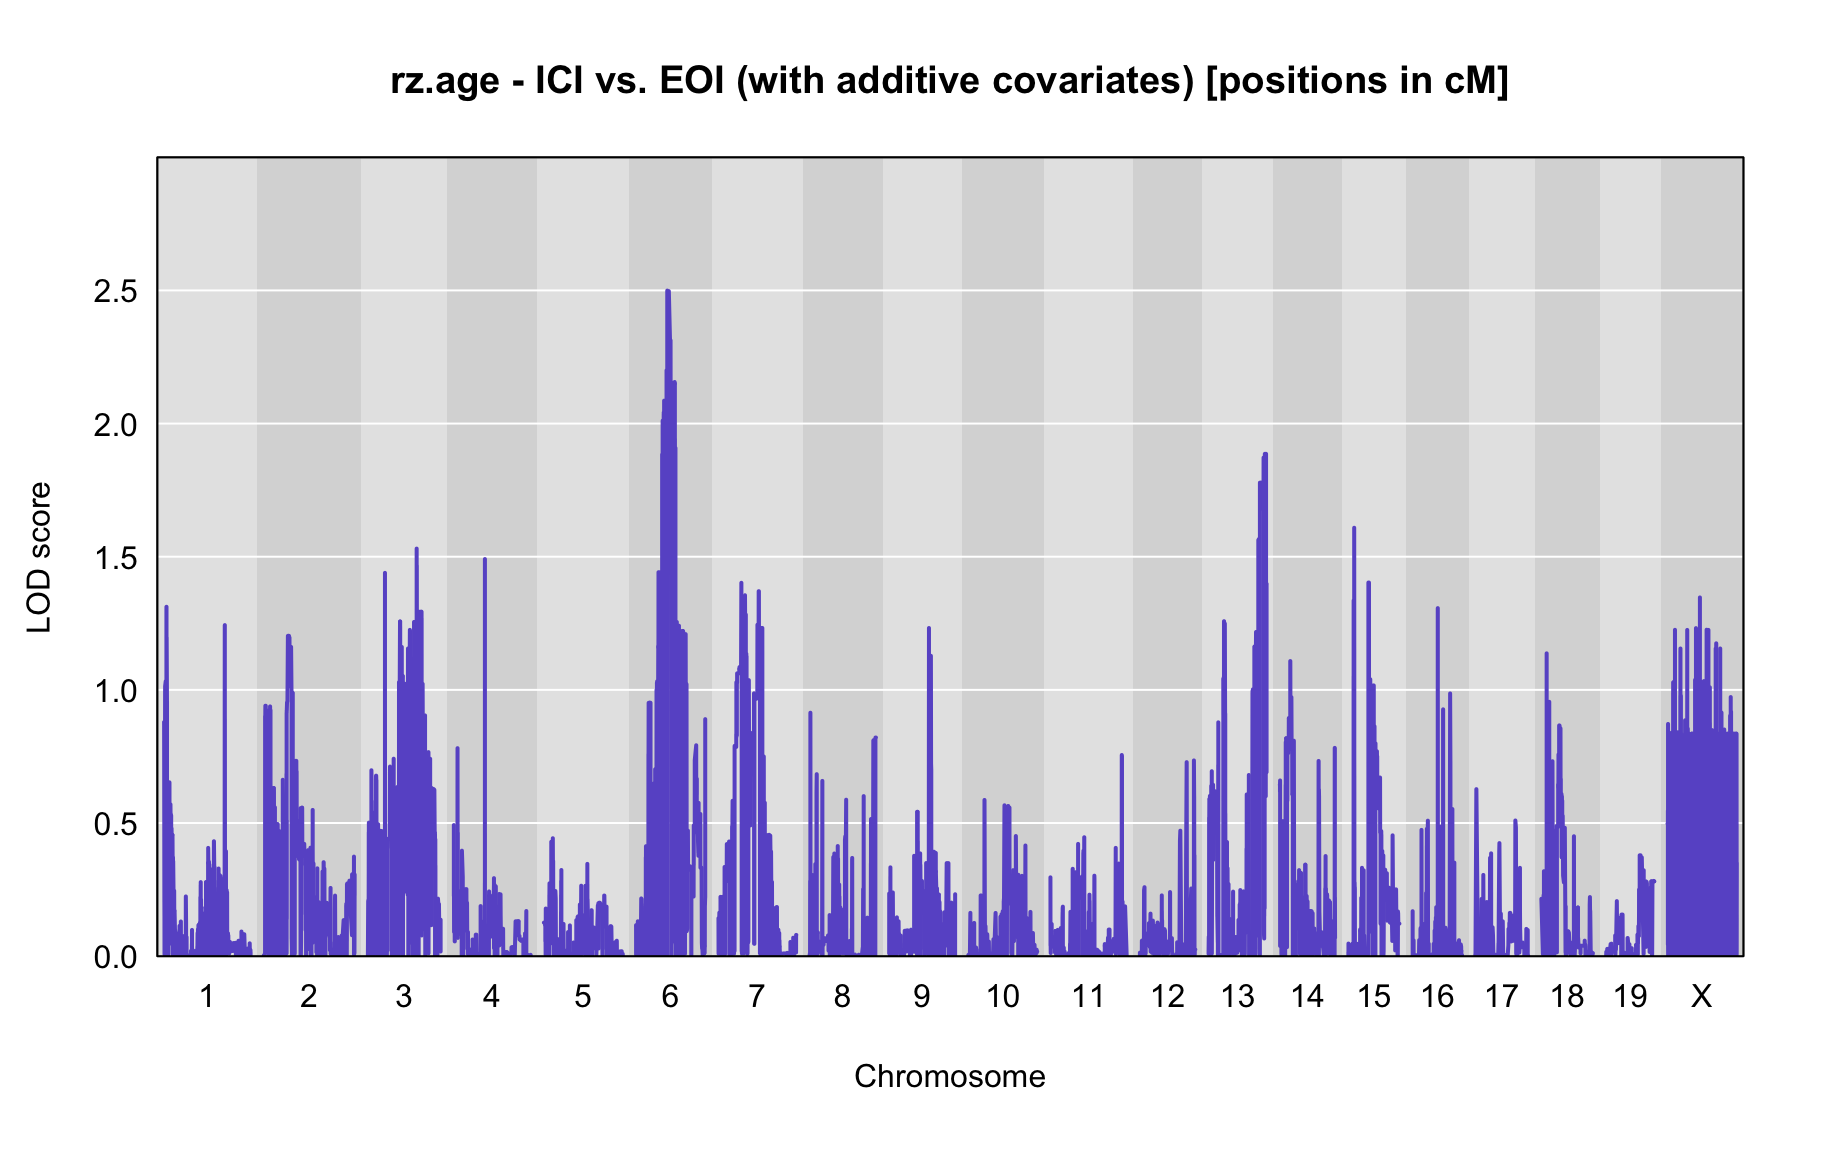 rz.age - ICI vs. EOI (with additive covariates) [positions in cM]
2.5
2.0
1.5
1.0
0.5
0.0
LOD score
1 2 3 4 5 6 7 8 9 10 11 12 13 14 15 16 17 18 19 X
Chromosome